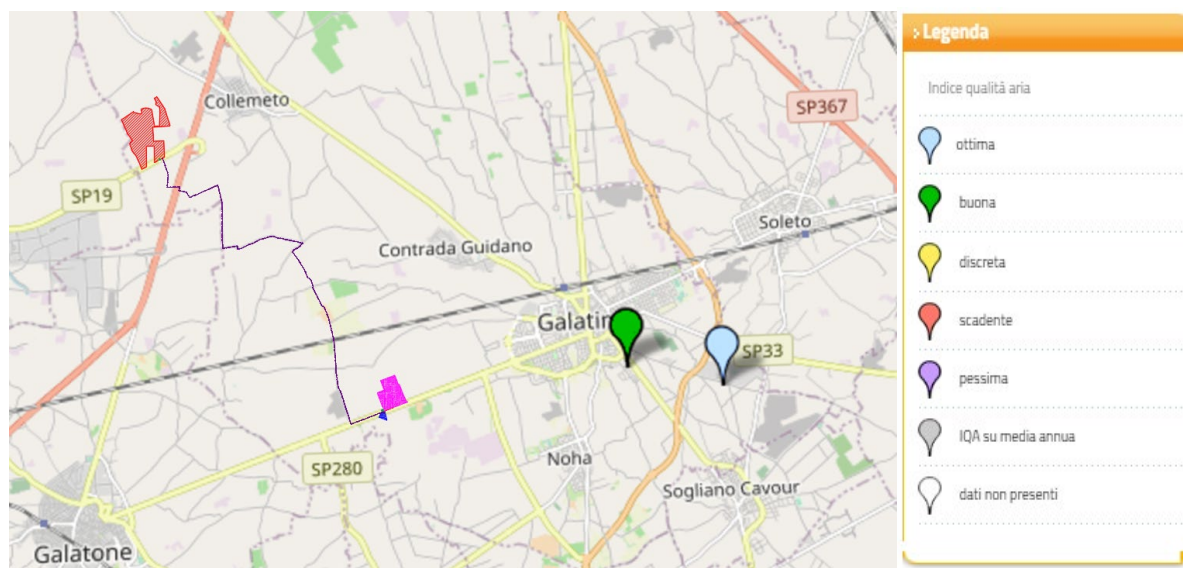 Collemeto
SP367
SP19
Soleto
Contrada Guidano
Galatin
SP33
SP280
Noha
Sogliano Cavour
Galatone
Legenda
Indice qualità aria
ottima
buona
discreta
scadente
pessima
IQA su media annua
dati non presenti